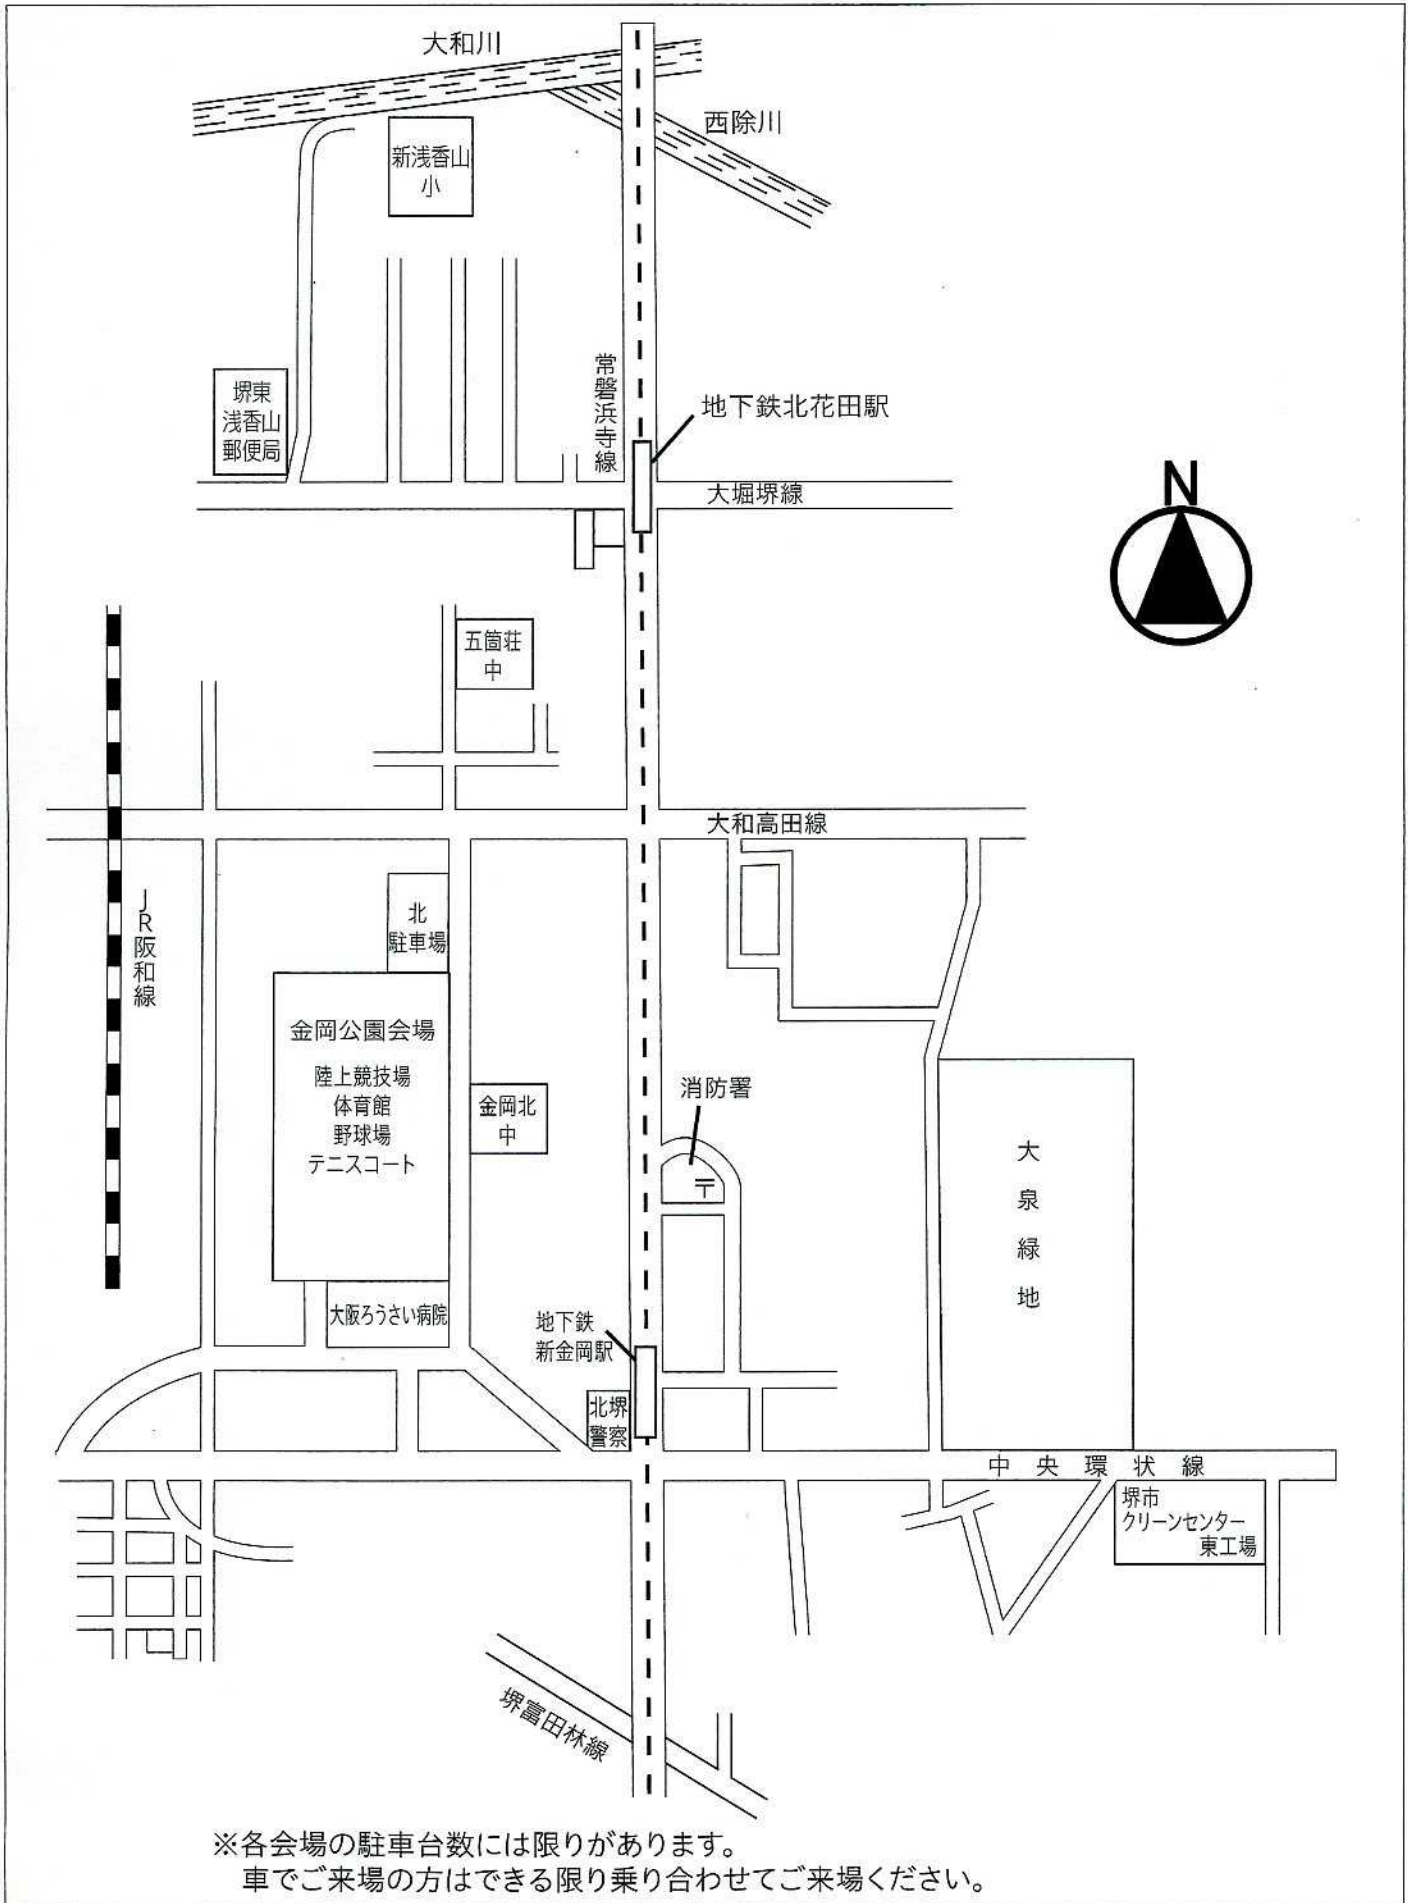 大和川
西除川
新浅香山
小
常磐浜寺線
堺東
浅香山
郵便局
地下鉄北花田駅
大堀堺線
N
五箇荘
中
大和高田線
JR阪和線
北
駐車場
金岡公園会場
陸上競技場
体育館
野球場
テニスコート
金岡北
中
消防署
〒
大泉緑地
大阪ろうさい病院
地下鉄
新金岡駅
北堺
警察
中央環状線
堺市
クリーンセンター
東工場
堺富田林線
※各会場の駐車台数には限りがあります。
車でご来場の方はできる限り乗り合わせてご来場ください。